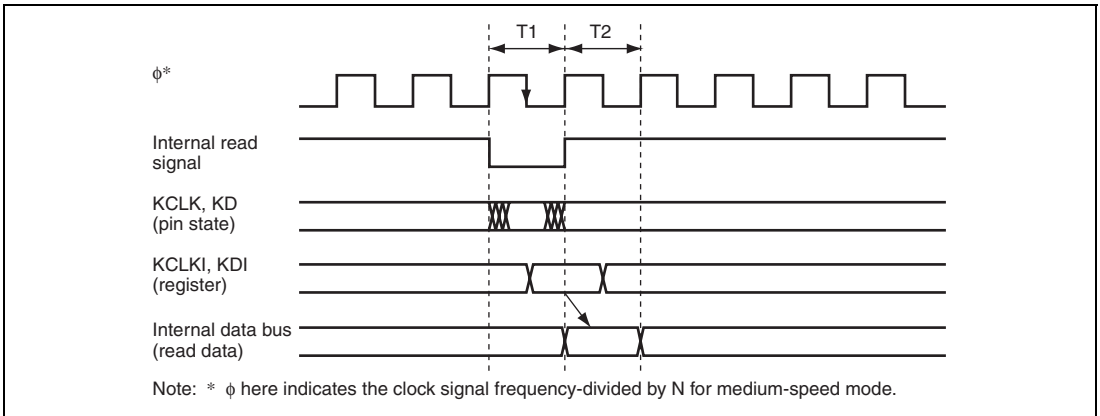 T1 T2
φ*
Internal read
signal
KCLK, KD
(pin state)
KCLKI, KDI
(register)
Internal data bus
(read data)
Note: * φ here indicates the clock signal frequency-divided by N for medium-speed mode.